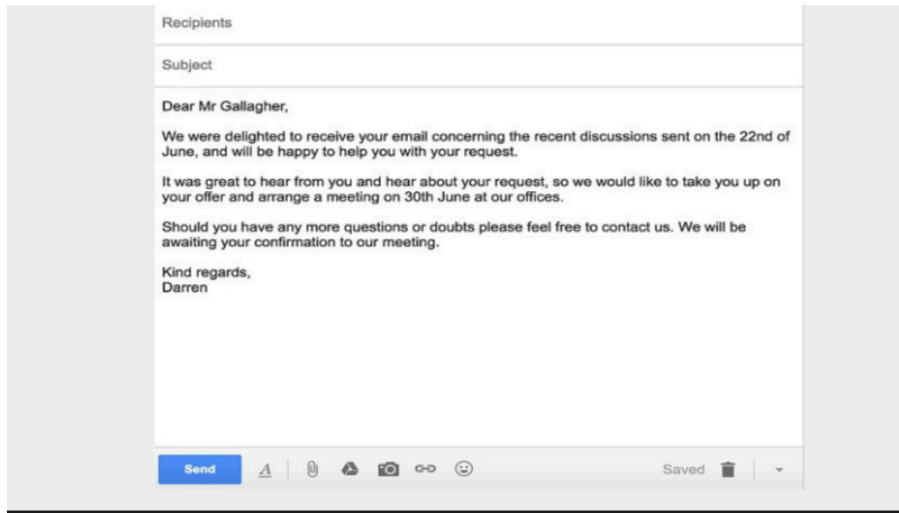 Recipients
Subject
Dear Mr Gallagher,
We were delighted to receive your email concerning the recent discussions sent on the 22nd of
June, and will be happy to help you with your request.
It was great to hear from you and hear about your request, so we would like to take you up on
your offer and arrange a meeting on 30th June at our offices.
Should you have any more questions or doubts please feel free to contact us. We will be
awaiting your confirmation to our meeting.
Kind regards,
Darren
Send A Saved